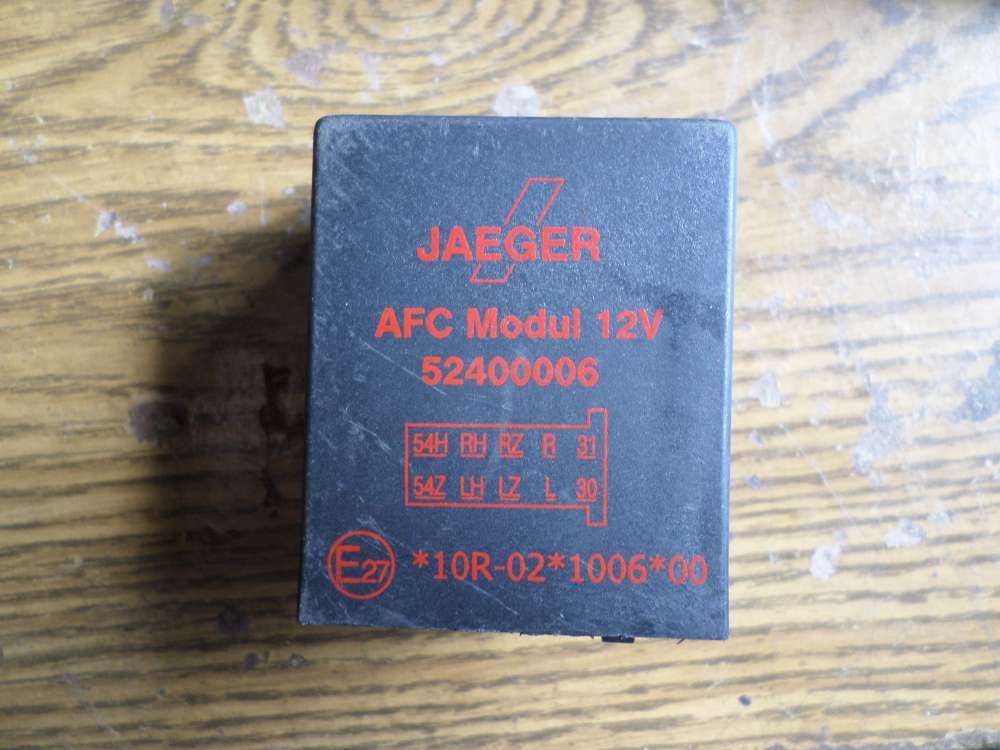 JAEGER
AFC Modul 12V
52400006
54H RH RZ R 31
54Z LH LZ L 30
E27 *10R-02*1006*00